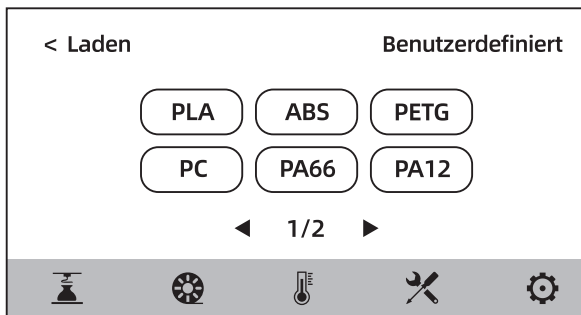 < Laden Benutzerdefiniert
PLA ABS PETG
PC PA66 PA12
◀ 1/2 ▶